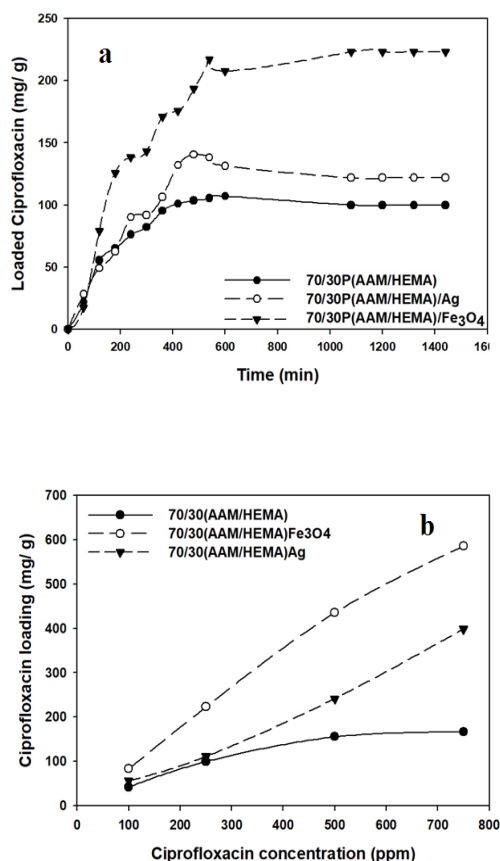 a
250
200
150
100
50
0
Loaded Ciprofloxacin (mg/ g)
70/30P(AAM/HEMA)
70/30P(AAM/HEMA)/Ag
70/30P(AAM/HEMA)/Fe3O4
0 200 400 600 800 1000 1200 1400 1600
Time (min)
b
700
600
500
400
300
200
100
0
Ciprofloxacin loading (mg/ g)
70/30(AAM/HEMA)
70/30(AAM/HEMA)Fe3O4
70/30(AAM/HEMA)Ag
0 100 200 300 400 500 600 700 800
Ciprofloxacin concentration (ppm)